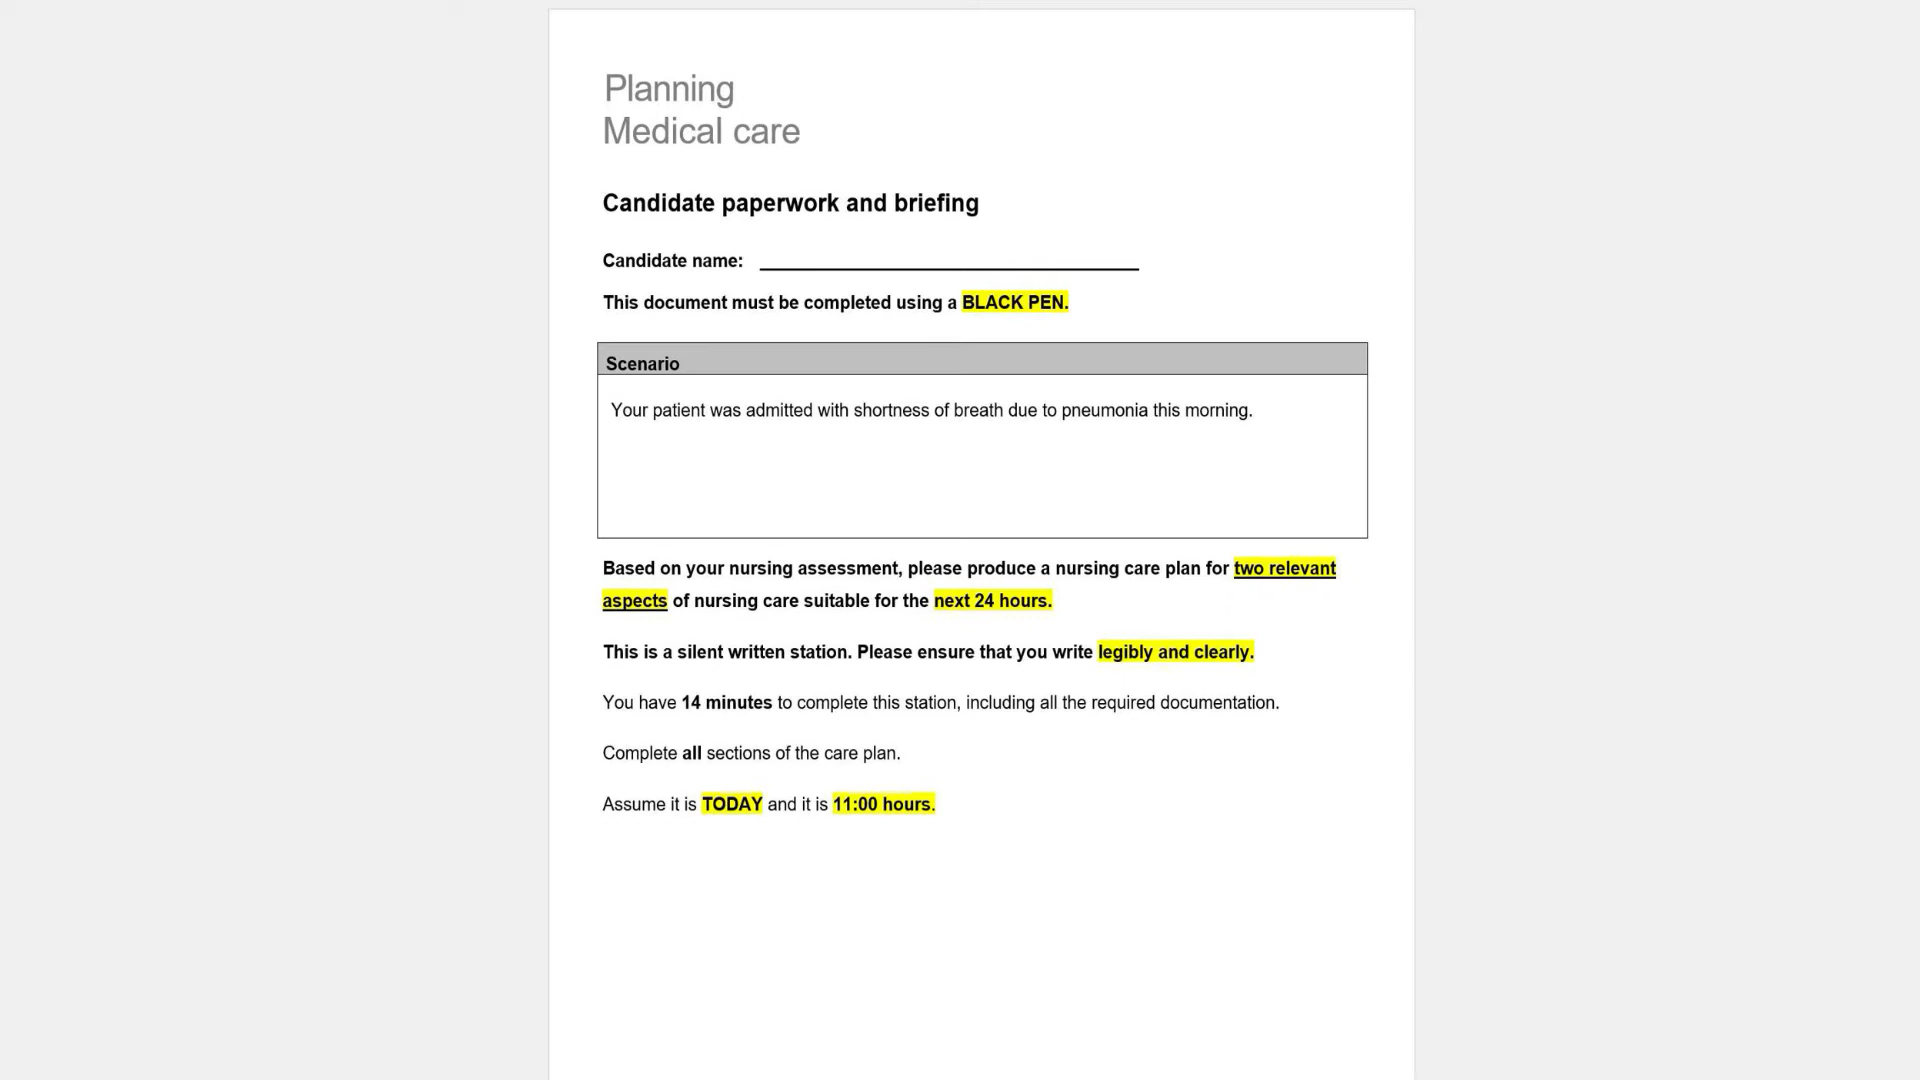 Planning
Medical care
Candidate paperwork and briefing
Candidate name:
This document must be completed using a BLACK PEN.
Scenario
Your patient was admitted with shortness of breath due to pneumonia this morning.
Based on your nursing assessment, please produce a nursing care plan for two relevant
aspects of nursing care suitable for the next 24 hours.
This is a silent written station. Please ensure that you write legibly and clearly.
You have 14 minutes to complete this station, including all the required documentation.
Complete all sections of the care plan.
Assume it is TODAY and it is 11:00 hours.